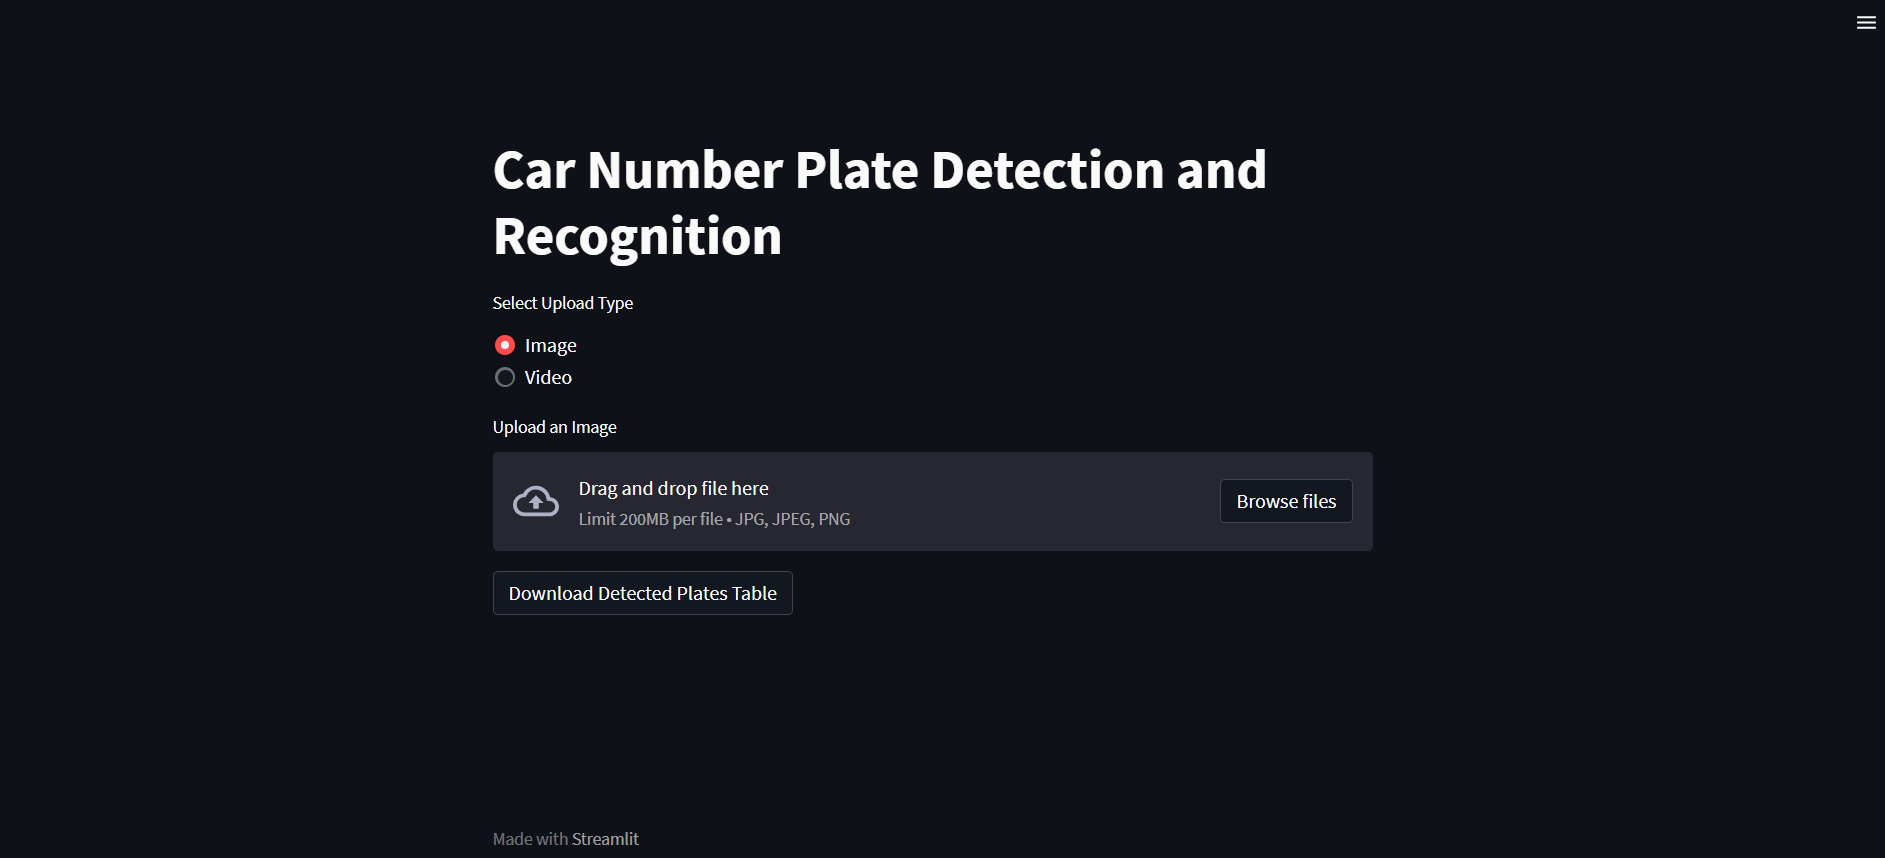 Car Number Plate Detection and
Recognition
Select Upload Type
Image
Video
Upload an Image
Drag and drop file here
Limit 200MB per file • JPG, JPEG, PNG
Browse files
Download Detected Plates Table
Made with Streamlit